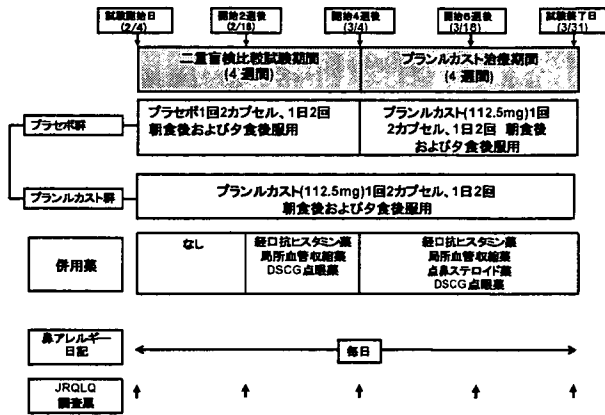 試験開始日
(2/4)
開始2週後
(2/18)
開始4週後
(3/4)
開始6週後
(3/18)
試験終了日
(3/31)
二重盲検比較試験期間
(4週間)
プランルカスト治療期間
(4週間)
プラセボ群
プラセボ1回2カプセル、1日2回
朝食後および夕食後服用
プランルカスト(112.5mg)1回
2カプセル、1日2回 朝食後
および夕食後服用
プランルカスト群
プランルカスト(112.5mg)1回2カプセル、1日2回
朝食後および夕食後服用
併用薬
なし
経口抗ヒスタミン薬
局所血管収縮薬
DSCG点眼薬
経口抗ヒスタミン薬
局所血管収縮薬
点鼻ステロイド薬
DSCG点眼薬
鼻アレルギー
日記
毎日
JRQLQ
調査票